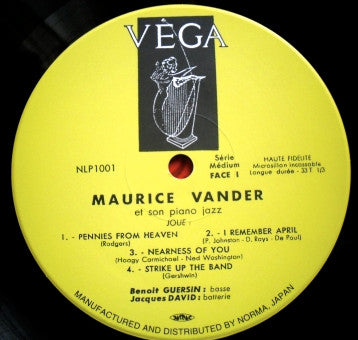 VÈGA
NLP1001
Série
Médium
FACE 1
HAUTE FIDELITE
Microsillon incassable
Longue durée - 33 T 1/3
MAURICE VANDER
et son piano jazz
JOUE :
1. - PENNIES FROM HEAVEN
(Rodgers)
2. - I REMEMBER APRIL
(P. Johnston - D. Rays - De Paul)
3. - NEARNESS OF YOU
(Hoagy Carmichael - Ned Washington)
4. - STRIKE UP THE BAND
(Gershwin)
Benoit GUERSIN : basse
Jacques DAVID : batterie
MANUFACTURED AND DISTRIBUTED BY NORMA, JAPAN